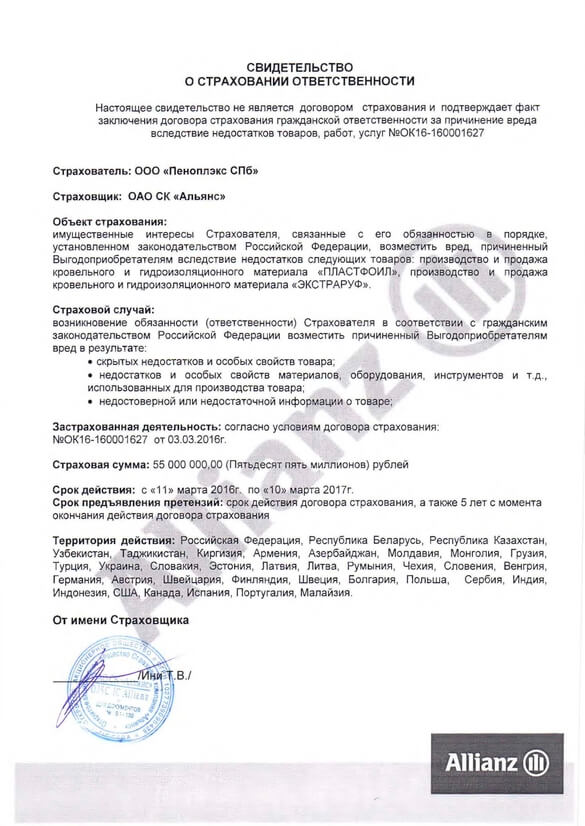 СВИДЕТЕЛЬСТВО
О СТРАХОВАНИИ ОТВЕТСТВЕННОСТИ
Настоящее свидетельство не является договором страхования и подтверждает факт
заключения договора страхования гражданской ответственности за причинение вреда
вследствие недостатков товаров, работ, услуг №ОК16-160001627
Страхователь: ООО «Пеноплэкс СПб»
Страховщик: ОАО СК «Альянс»
Объект страхования:
имущественные интересы Страхователя, связанные с его обязанностью в порядке,
установленном законодательством Российской Федерации, возместить вред, причиненный
Выгодоприобретателям вследствие недостатков следующих товаров: производство и продажа
кровельного и гидроизоляционного материала «ПЛАСТФОИЛ», производство и продажа
кровельного и гидроизоляционного материала «ЭКСТРАРУФ».
Страховой случай:
возникновение обязанности (ответственности) Страхователя в соответствии с гражданским
законодательством Российской Федерации возместить причиненный Выгодоприобретателям
вред в результате:
• скрытых недостатков и особых свойств товара;
• недостатков и особых свойств материалов, оборудования, инструментов и т.д.,
использованных для производства товара;
• недостоверной или недостаточной информации о товаре;
Застрахованная деятельность: согласно условиям договора страхования:
№ОК16-160001627 от 03.03.2016г.
Страховая сумма: 55 000 000,00 (Пятьдесят пять миллионов) рублей
Срок действия: с «11» марта 2016г. по «10» марта 2017г.
Срок предъявления претензий: срок действия договора страхования, а также 5 лет с момента
окончания действия договора страхования
Территория действия: Российская Федерация, Республика Беларусь, Республика Казахстан,
Узбекистан, Таджикистан, Киргизия, Армения, Азербайджан, Молдавия, Монголия, Грузия,
Турция, Украина, Словакия, Эстония, Латвия, Литва, Румыния, Чехия, Словения, Венгрия,
Германия, Австрия, Швейцария, Финляндия, Швеция, Болгария, Польша, Сербия, Индия,
Индонезия, США, Канада, Испания, Португалия, Малайзия.
От имени Страховщика
/Ини Т.В./
Allianz
Allianz